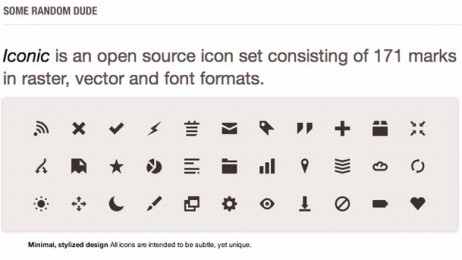 SOME RANDOM DUDE
Iconic is an open source icon set consisting of 171 marks
in raster, vector and font formats.
Minimal, stylized design All icons are intended to be subtle, yet unique.